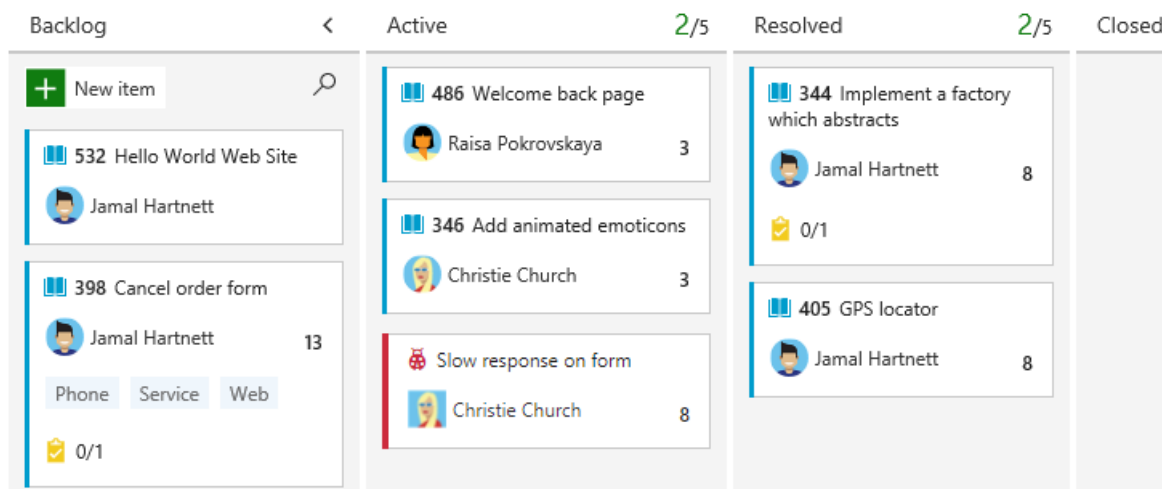 Backlog
New item
532 Hello World Web Site
Jamal Hartnett
398 Cancel order form
Jamal Hartnett 13
Phone Service Web
0/1
Active 2/5
486 Welcome back page
Raisa Pokrovskaya 3
346 Add animated emoticons
Christie Church 3
Slow response on form
Christie Church 8
Resolved 2/5
344 Implement a factory
which abstracts
Jamal Hartnett 8
0/1
405 GPS locator
Jamal Hartnett 8
Closed